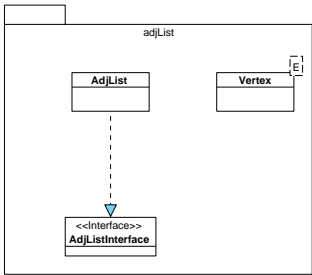 adjList
E
AdjList
Vertex
<<Interface>>
AdjListInterface